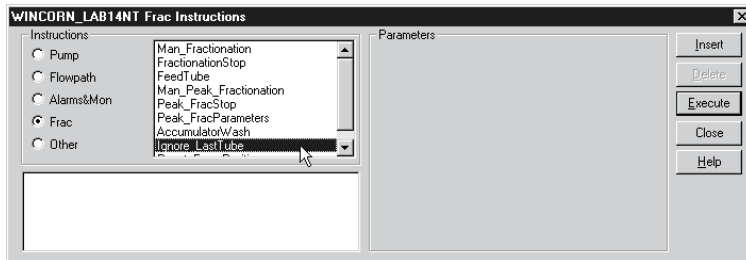 WINCORN_LAB14NT Frac Instructions
Instructions
Pump
Flowpath
Alarms&Mon
Frac
Other
Man_Fractionation
FractionationStop
FeedTube
Man_Peak_Fractionation
Peak_FracStop
Peak_FracParameters
AccumulatorWash
Ignore_LastTube
Parameters
Insert
Delete
Execute
Close
Help